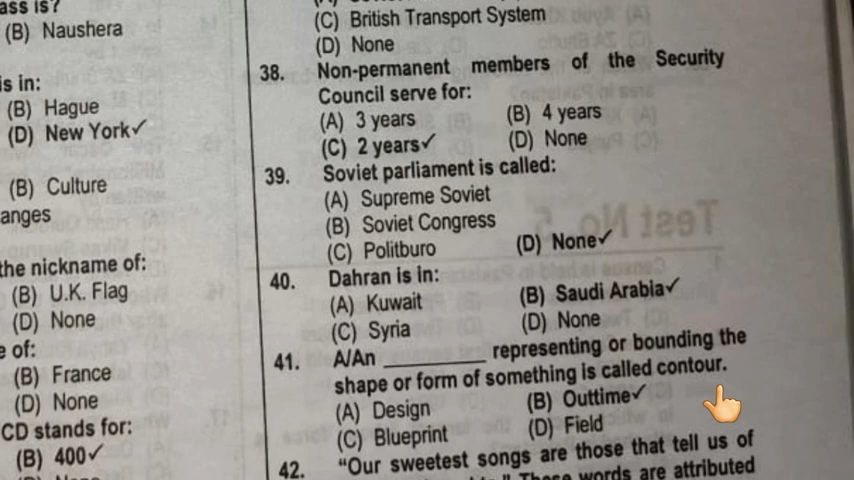 ass is?
(B) Naushera
is in:
(B) Hague
(D) New York✓
(B) Culture
anges
the nickname of:
(B) U.K. Flag
(D) None
e of:
(B) France
(D) None
CD stands for:
(B) 400✓
(C) British Transport System
(D) None
38. Non-permanent members of the Security
Council serve for:
(A) 3 years (B) 4 years
(C) 2 years✓ (D) None
39. Soviet parliament is called:
(A) Supreme Soviet
(B) Soviet Congress
(C) Politburo (D) None✓
40. Dahran is in:
(A) Kuwait (B) Saudi Arabia✓
(C) Syria (D) None
41. A/An ________ representing or bounding the
shape or form of something is called contour.
(A) Design (B) Outtime✓
(C) Blueprint (D) Field
42. “Our sweetest songs are those that tell us of
words are attributed